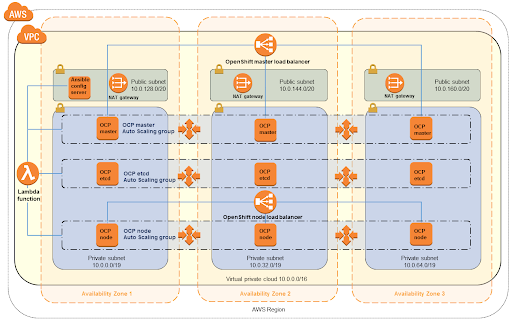 AWS
VPC
OpenShift master load balancer
Ansible
config
server
Public subnet
10.0.128.0/20
NAT gateway
Public subnet
10.0.144.0/20
NAT gateway
Public subnet
10.0.160.0/20
NAT gateway
OCP
master
OCP master
Auto Scaling group
OCP
master
OCP
master
Lambda
function
OCP
etcd
OCP etcd
Auto Scaling group
OCP
etcd
OCP
etcd
OpenShift node load balancer
OCP
node
OCP node
Auto Scaling group
OCP
node
OCP
node
Private subnet
10.0.0.0/19
Private subnet
10.0.32.0/19
Private subnet
10.0.64.0/19
Virtual private cloud 10.0.0.0/16
Availability Zone 1
Availability Zone 2
Availability Zone 3
AWS Region